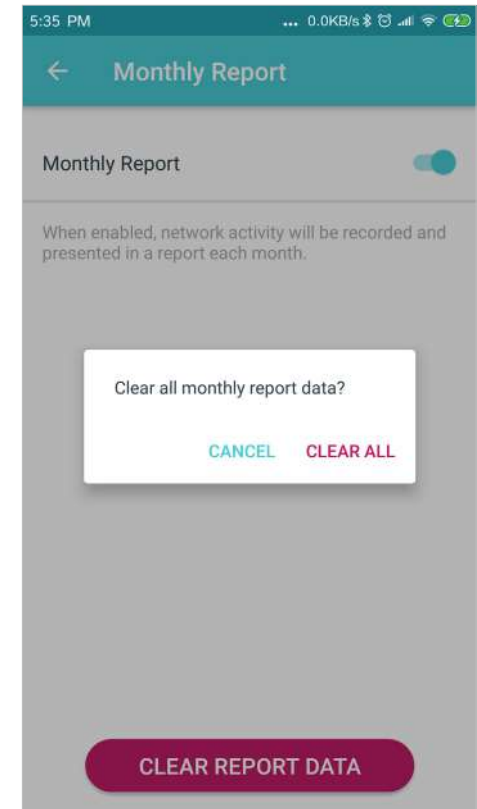 5:35 PM ... 0.0KB/s
Monthly Report
Monthly Report
When enabled, network activity will be recorded and
presented in a report each month.
Clear all monthly report data?
CANCEL CLEAR ALL
CLEAR REPORT DATA